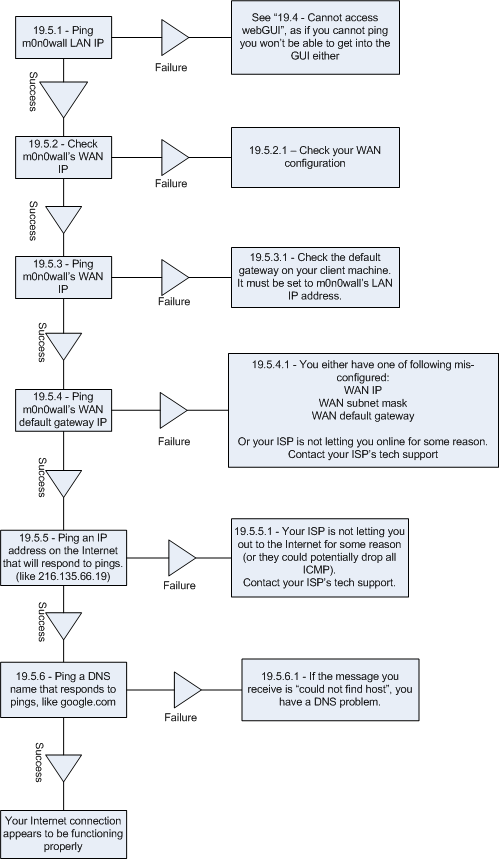 19.5.1 - Ping
m0n0wall LAN IP
Failure
See “19.4 - Cannot access
webGUI”, as if you cannot ping
you won’t be able to get into the
GUI either
Success
19.5.2 - Check
m0n0wall’s WAN
IP
Failure
19.5.2.1 – Check your WAN
configuration
Success
19.5.3 - Ping
m0n0wall’s WAN
IP
Failure
19.5.3.1 - Check the default
gateway on your client machine.
It must be set to m0n0wall’s LAN
IP address.
Success
19.5.4 - Ping
m0n0wall’s WAN
default gateway IP
Failure
19.5.4.1 - You either have one of following mis-
configured:
WAN IP
WAN subnet mask
WAN default gateway
Or your ISP is not letting you online for some reason.
Contact your ISP’s tech support
Success
19.5.5 - Ping an IP
address on the Internet
that will respond to pings.
(like 216.135.66.19)
Failure
19.5.5.1 - Your ISP is not letting you
out to the Internet for some reason
(or they could potentially drop all
ICMP).
Contact your ISP’s tech support.
Success
19.5.6 - Ping a DNS
name that responds to
pings, like google.com
Failure
19.5.6.1 - If the message you
receive is “could not find host”, you
have a DNS problem.
Success
Your Internet connection
appears to be functioning
properly